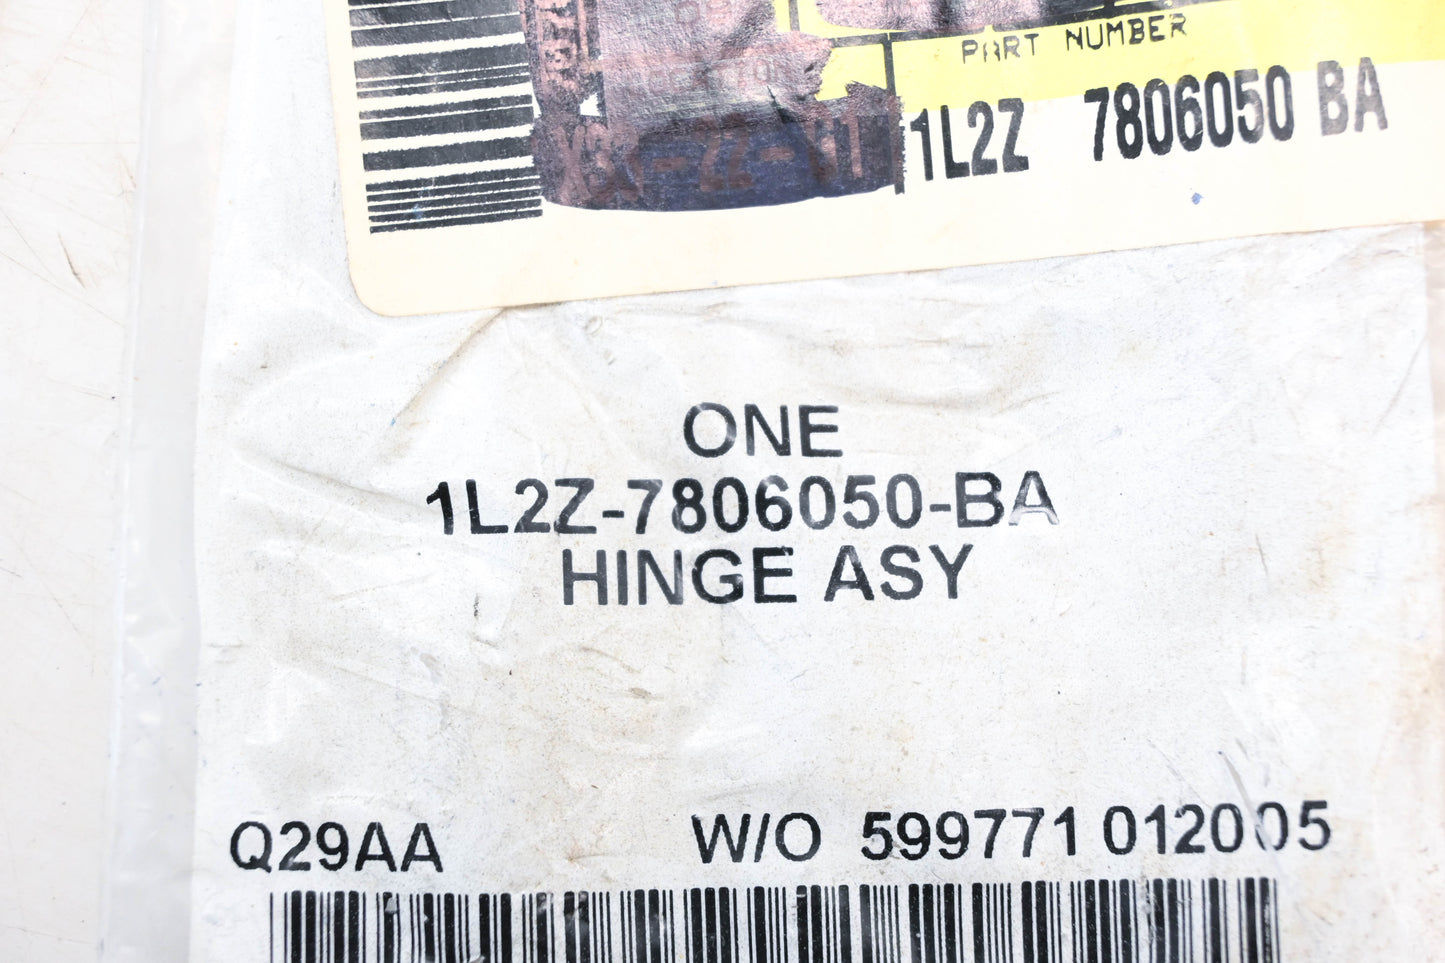 PART NUMBER
1L2Z 7806050 BA
ONE
1L2Z-7806050-BA
HINGE ASY
Q29AA W/O 599771 012005